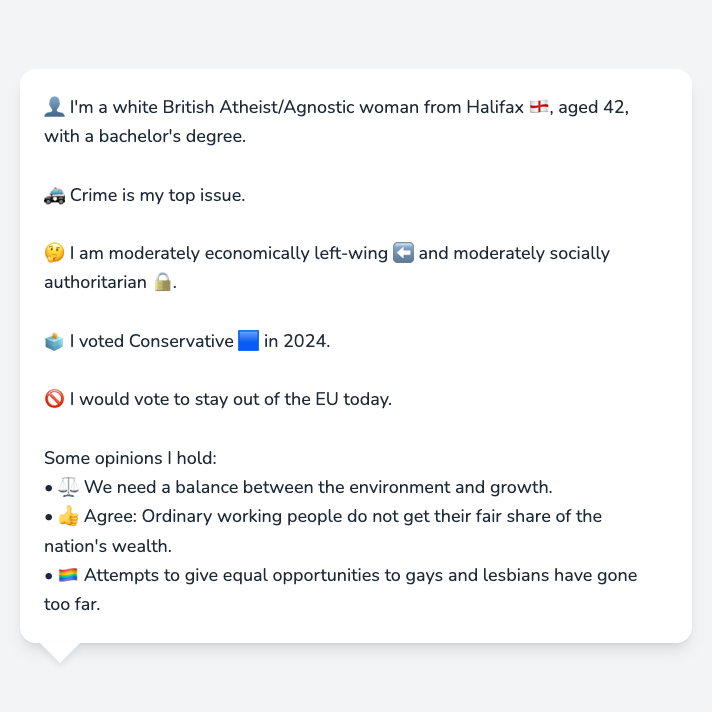 👤 I'm a white British Atheist/Agnostic woman from Halifax 🏴󠁧󠁢󠁥󠁮󠁧󠁿, aged 42,
with a bachelor's degree.
🚓 Crime is my top issue.
🤔 I am moderately economically left-wing ⬅️ and moderately socially
authoritarian 🔒.
🗳️ I voted Conservative 🟦 in 2024.
🚫 I would vote to stay out of the EU today.
Some opinions I hold:
• ⚖️ We need a balance between the environment and growth.
• 👍 Agree: Ordinary working people do not get their fair share of the
nation's wealth.
• 🏳️‍🌈 Attempts to give equal opportunities to gays and lesbians have gone
too far.